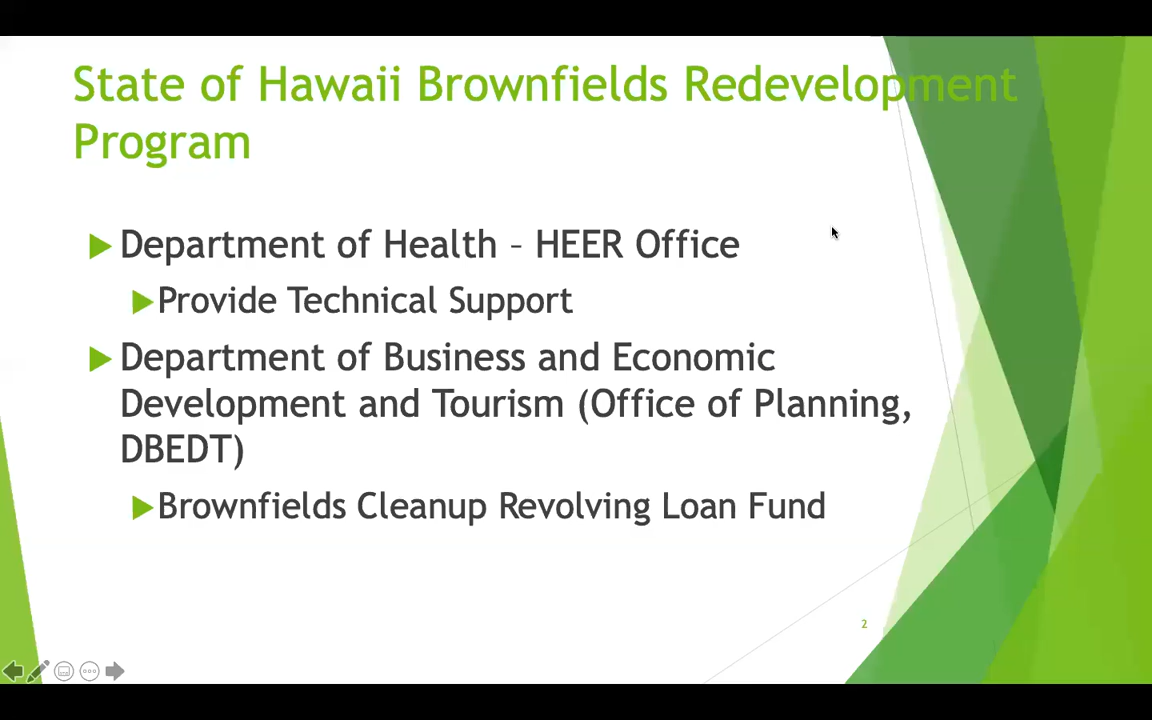 State of Hawaii Brownfields Redevelopment
Program
Department of Health – HEER Office
Provide Technical Support
Department of Business and Economic
Development and Tourism (Office of Planning,
DBEDT)
Brownfields Cleanup Revolving Loan Fund
2